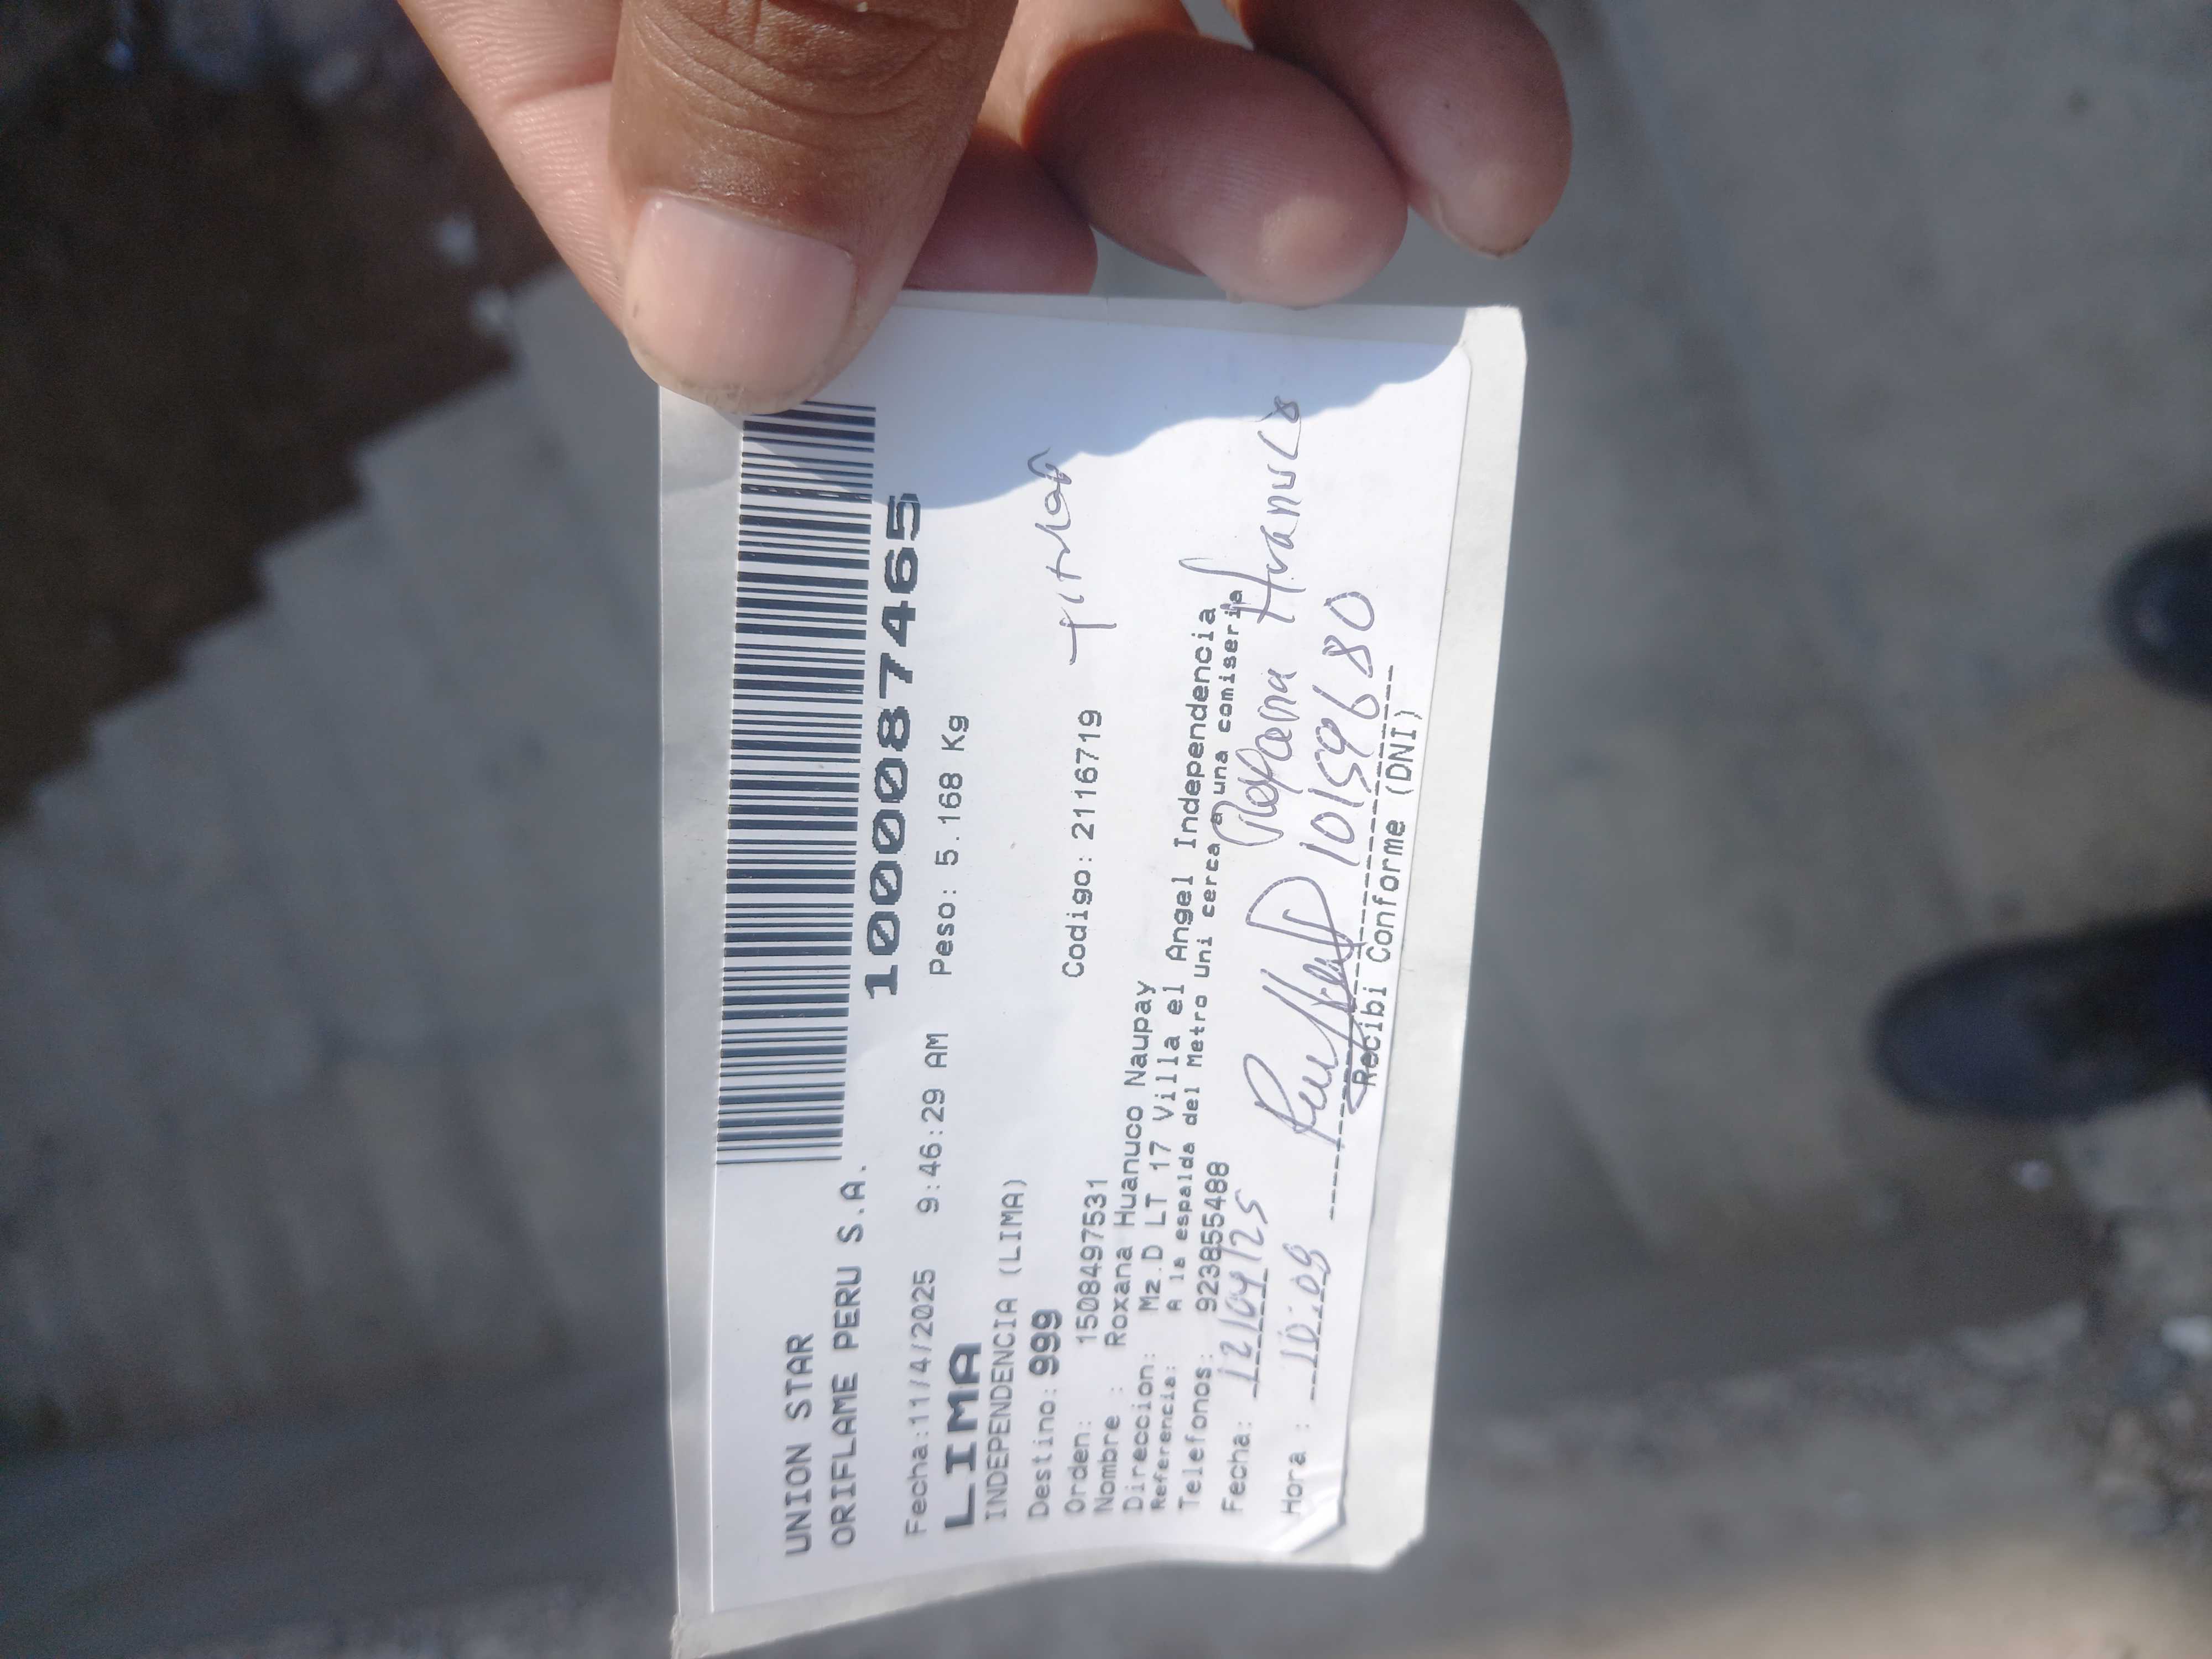 UNION STAR
ORIFLAME PERU S.A.
1000087465
Fecha:11/4/2025 9:46:29 AM Peso: 5.168 Kg
LIMA
INDEPENDENCIA (LIMA)
Destino: 999
Titular
Orden: 1508497531 Codigo: 2116719
Nombre : Roxana Huanuco Naupay
Direccion: Mz.D LT 17 Villa el Angel Independencia
Referencia: A la espalda del Metro Uni cerca a una comiseria
Telefonos: 923855488
Fecha: 12/04/25 Roxana Huanuco
Hora : 10:09 10159680
Recibi Conforme (DNI)